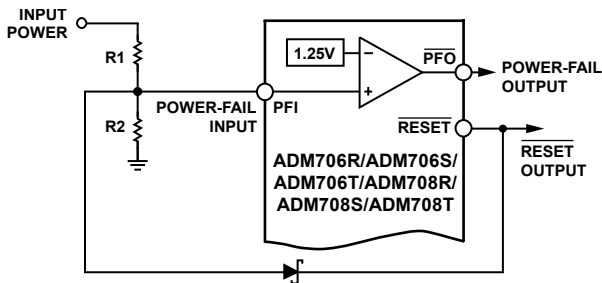 INPUT
POWER
R1
R2
POWER-FAIL
INPUT
PFI
1.25V
−
+
PFO
POWER-FAIL
OUTPUT
RESET
RESET
OUTPUT
ADM706R/ADM706S/
ADM706T/ADM708R/
ADM708S/ADM708T